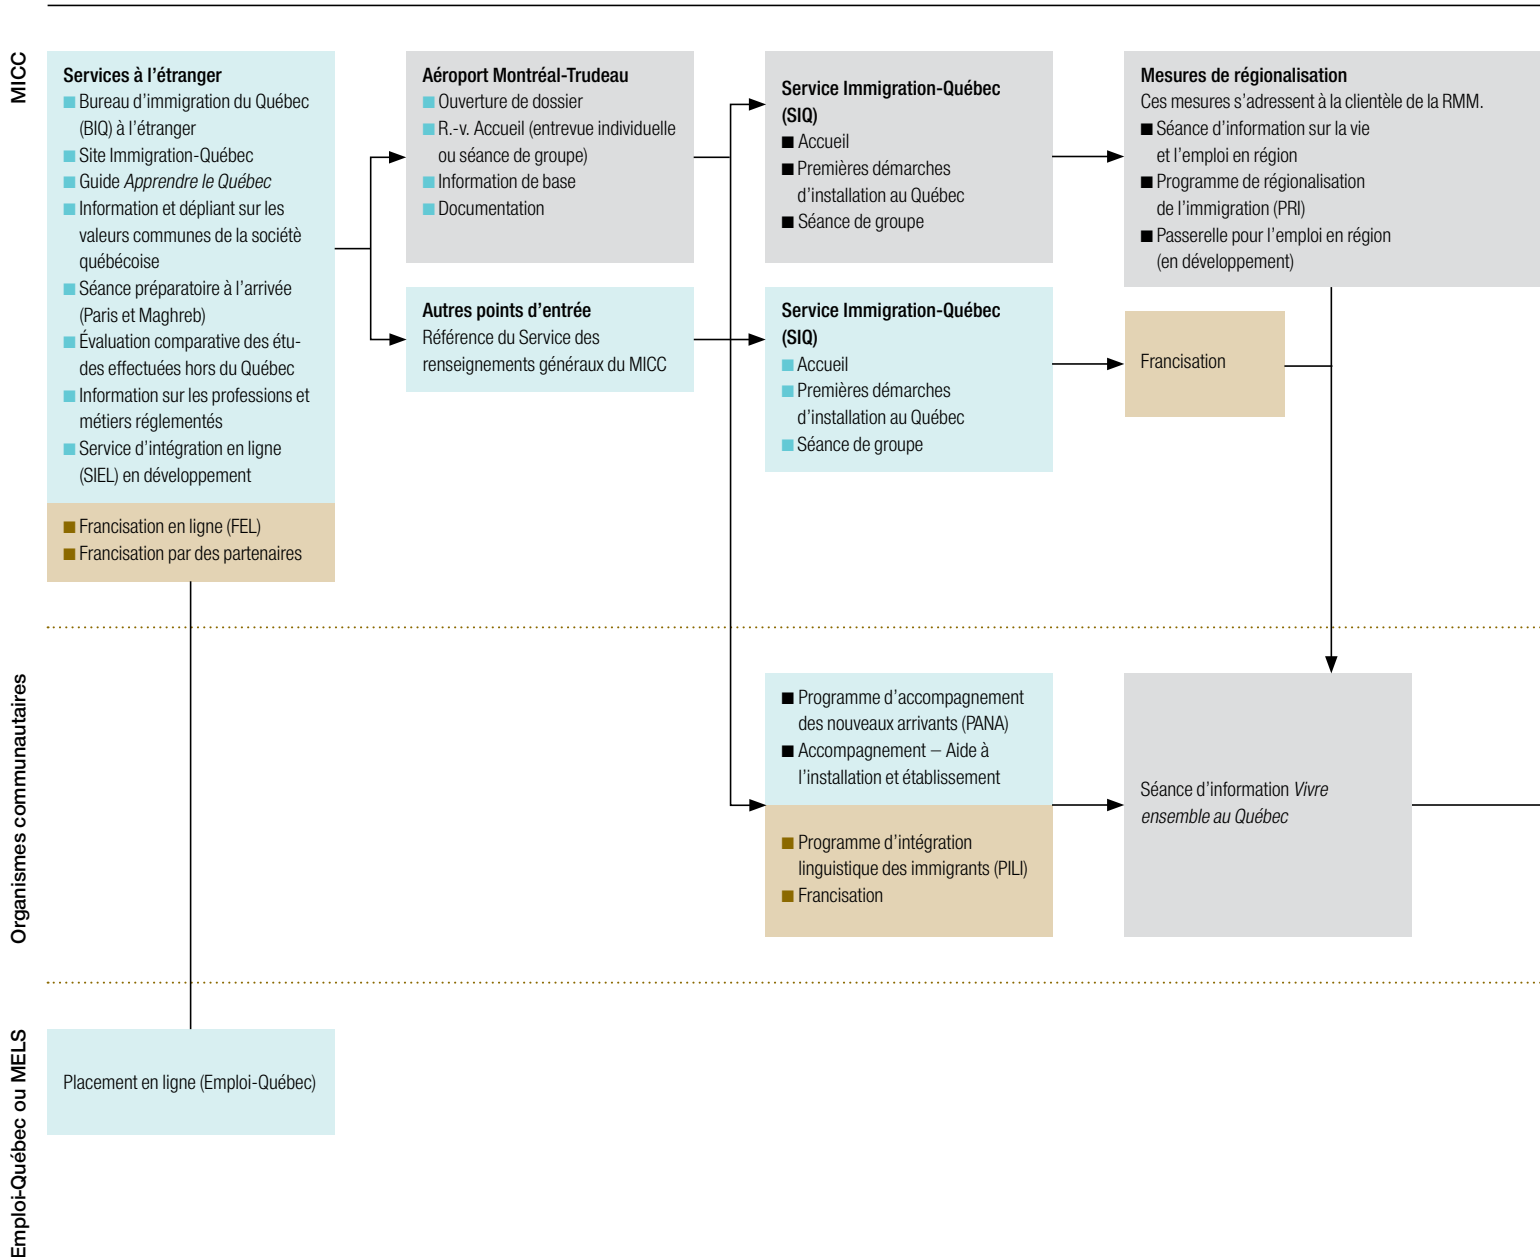 MICC
Services à l'étranger
■ Bureau d'immigration du Québec
(BIQ) à l'étranger
■ Site Immigration-Québec
■ Guide Apprendre le Québec
■ Information et dépliant sur les
valeurs communes de la sociétè
québécoise
■ Séance préparatoire à l'arrivée
(Paris et Maghreb)
■ Évaluation comparative des étu-
des effectuées hors du Québec
■ Information sur les professions et
métiers réglementés
■ Service d'intégration en ligne
(SIEL) en développement
■ Francisation en ligne (FEL)
■ Francisation par des partenaires
Aéroport Montréal-Trudeau
■ Ouverture de dossier
■ R.-v. Accueil (entrevue individuelle
ou séance de groupe)
■ Information de base
■ Documentation
Autres points d'entrée
Référence du Service des
renseignements généraux du MICC
Service Immigration-Québec
(SIQ)
■ Accueil
■ Premières démarches
d'installation au Québec
■ Séance de groupe
Service Immigration-Québec
(SIQ)
■ Accueil
■ Premières démarches
d'installation au Québec
■ Séance de groupe
Mesures de régionalisation
Ces mesures s'adressent à la clientèle de la RMM.
■ Séance d'information sur la vie
et l'emploi en région
■ Programme de régionalisation
de l'immigration (PRI)
■ Passerelle pour l'emploi en région
(en développement)
Francisation
Organismes communautaires
■ Programme d'accompagnement
des nouveaux arrivants (PANA)
■ Accompagnement – Aide à
l'installation et établissement
■ Programme d'intégration
linguistique des immigrants (PILI)
■ Francisation
Séance d'information Vivre
ensemble au Québec
Emploi-Québec ou MELS
Placement en ligne (Emploi-Québec)